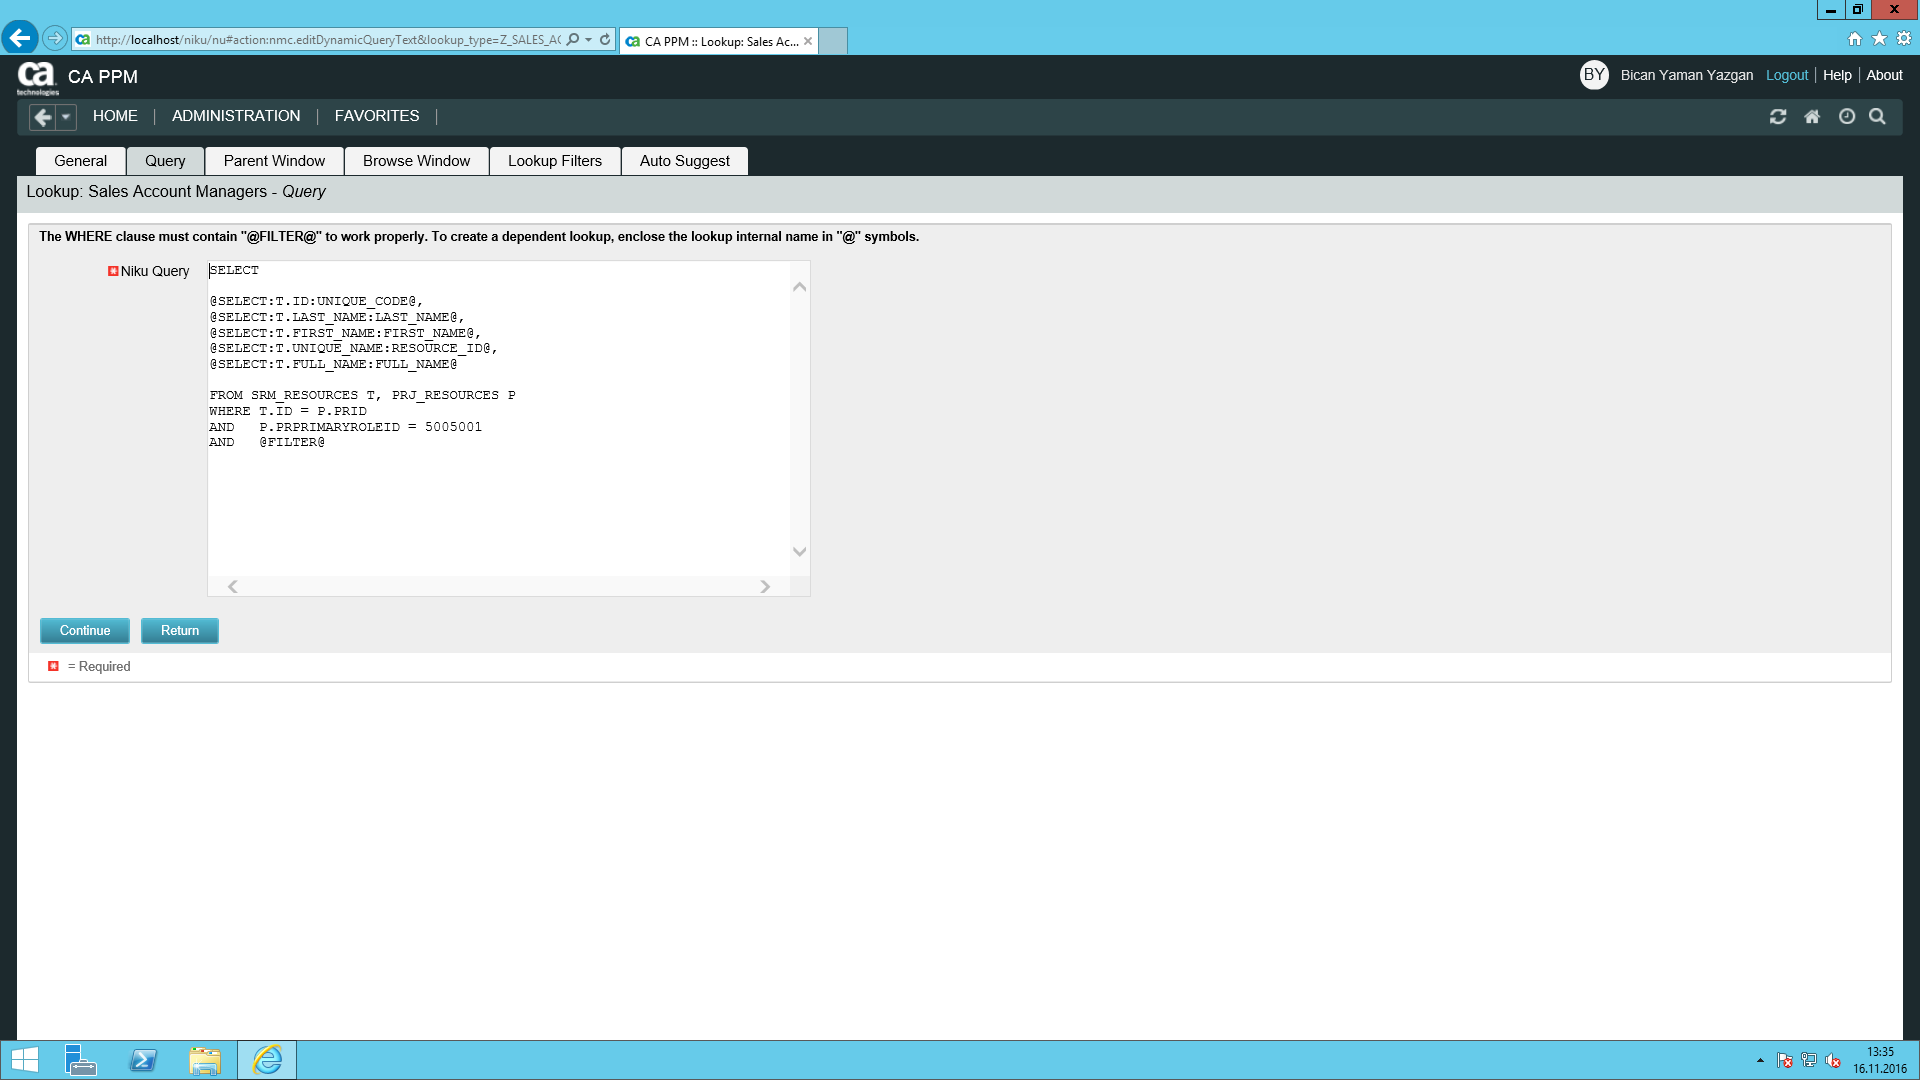 http://localhost/niku/nu#action:nmc.editDynamicQueryText&lookup_type=Z_SALES_AC
CA PPM :: Lookup: Sales Ac...
ca technologies CA PPM
BY Bican Yaman Yazgan Logout | Help | About
HOME | ADMINISTRATION | FAVORITES |
General Query Parent Window Browse Window Lookup Filters Auto Suggest
Lookup: Sales Account Managers - Query
The WHERE clause must contain "@FILTER@" to work properly. To create a dependent lookup, enclose the lookup internal name in "@" symbols.
Niku Query
SELECT
@SELECT:T.ID:UNIQUE_CODE@,
@SELECT:T.LAST_NAME:LAST_NAME@,
@SELECT:T.FIRST_NAME:FIRST_NAME@,
@SELECT:T.UNIQUE_NAME:RESOURCE_ID@,
@SELECT:T.FULL_NAME:FULL_NAME@
FROM SRM_RESOURCES T, PRJ_RESOURCES P
WHERE T.ID = P.PRID
AND   P.PRPRIMARYROLEID = 5005001
AND   @FILTER@
Continue Return
= Required
13:35
16.11.2016